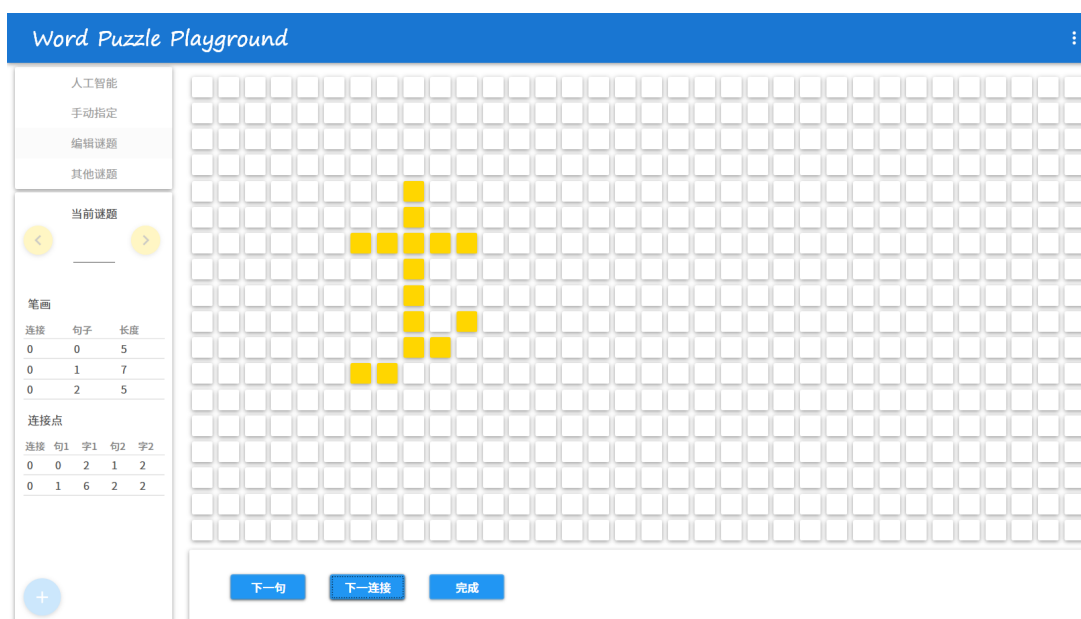 Word Puzzle Playground
人工智能
手动指定
编辑谜题
其他谜题
当前谜题
笔画
连接 句子 长度
0 0 5
0 1 7
0 2 5
连接点
连接 句1 字1 句2 字2
0 0 2 1 2
0 1 6 2 2
下一句 下一连接 完成